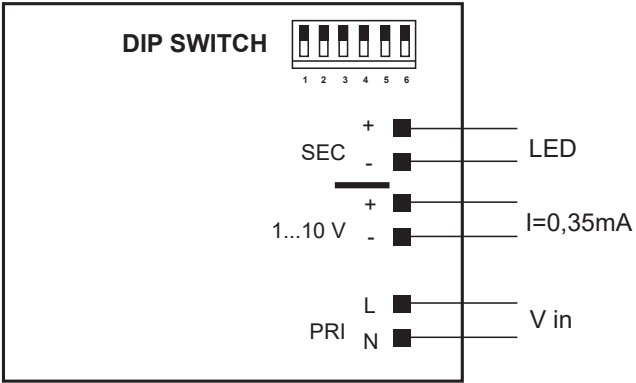 DIP SWITCH
1 2 3 4 5 6
+
SEC
-
LED
+
1...10 V
-
I=0,35mA
L
PRI
N
V in